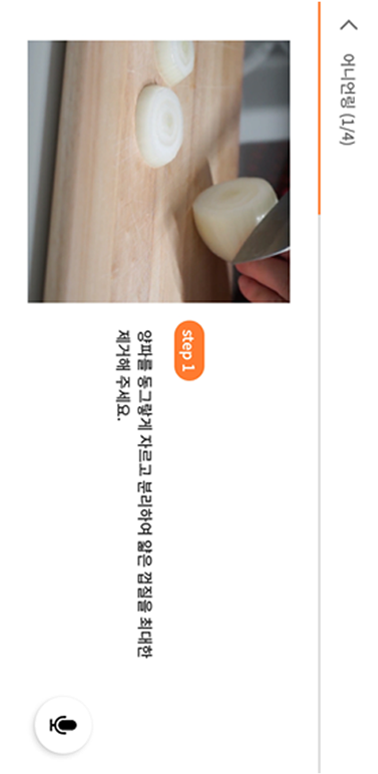 어니언링 (1/4)
step 1
양파를 동그랗게 자르고 분리하여 얇은 껍질을 최대한
제거해 주세요.